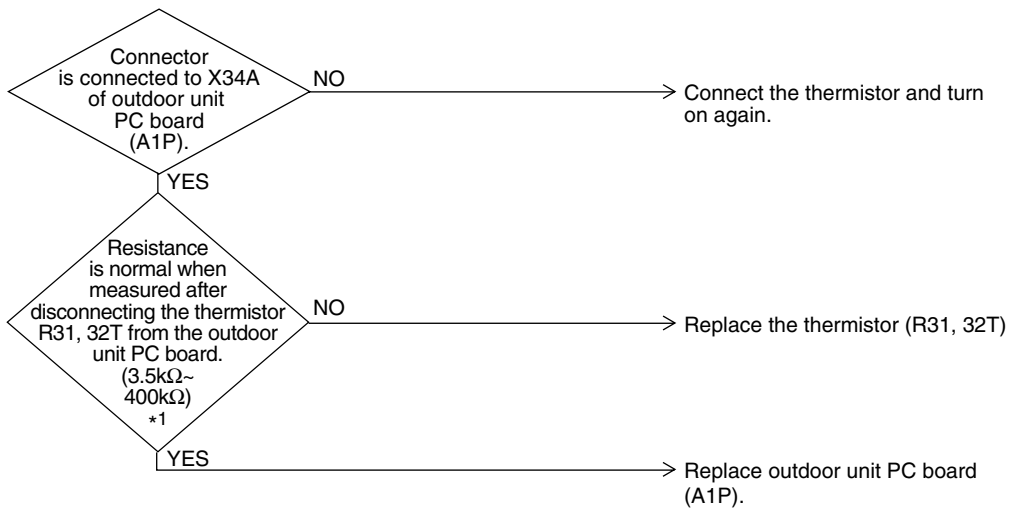 Connector
is connected to X34A
of outdoor unit
PC board
(A1P).
NO
Connect the thermistor and turn
on again.
YES
Resistance
is normal when
measured after
disconnecting the thermistor
R31, 32T from the outdoor
unit PC board.
(3.5kΩ~
400kΩ)
*1
NO
Replace the thermistor (R31, 32T)
YES
Replace outdoor unit PC board
(A1P).